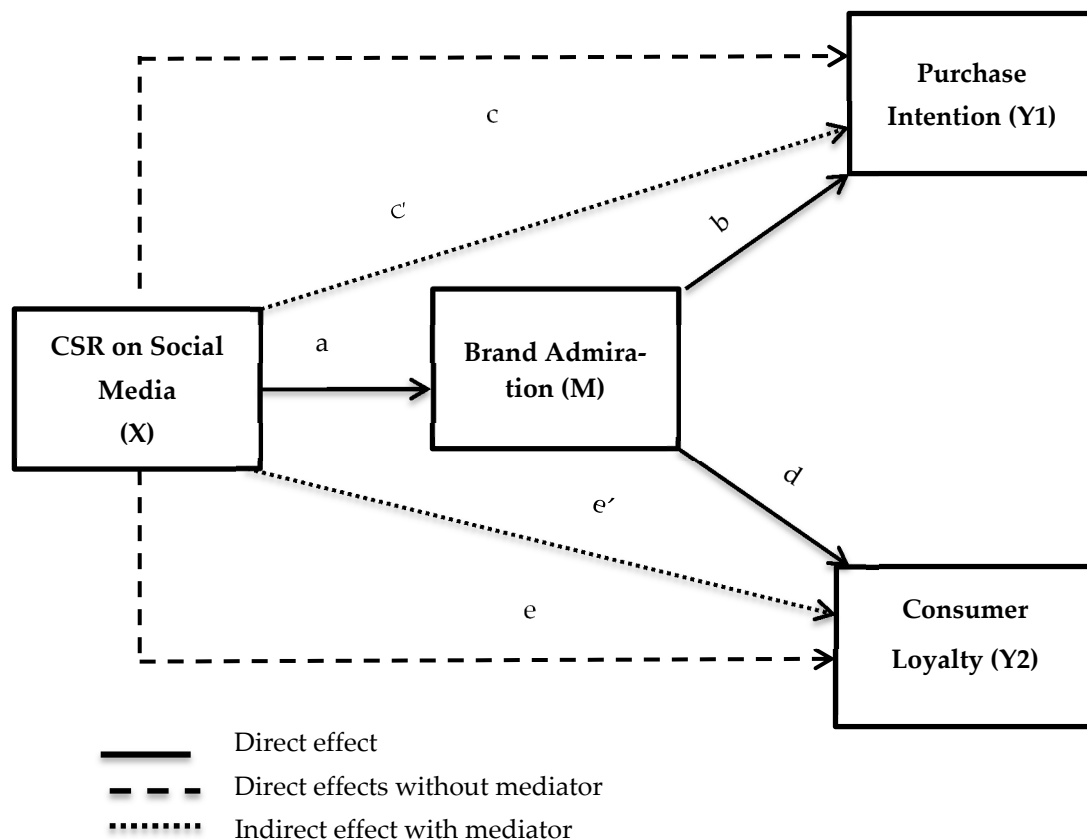 Purchase
Intention (Y1)
c
c'
b
CSR on Social
Media
(X)
a
Brand Admira-
tion (M)
d
e′
e
Consumer
Loyalty (Y2)
Direct effect
Direct effects without mediator
Indirect effect with mediator